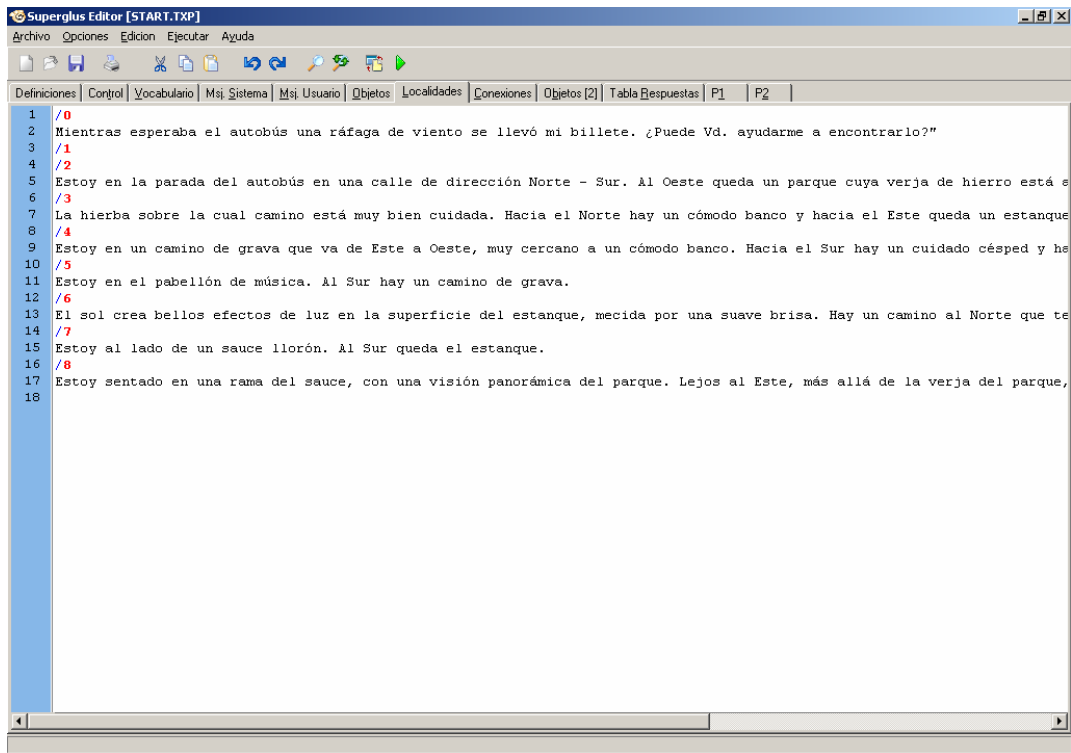 Superglus Editor [START.TXP]
Archivo Opciones Edicion Ejecutar Ayuda
Definiciones Control Vocabulario Msj. Sistema Msj. Usuario Objetos Localidades Conexiones Objetos [2] Tabla Respuestas P1 P2
1 /0
2 Mientras esperaba el autobús una ráfaga de viento se llevó mi billete. ¿Puede Vd. ayudarme a encontrarlo?"
3 /1
4 /2
5 Estoy en la parada del autobús en una calle de dirección Norte - Sur. Al Oeste queda un parque cuya verja de hierro está
6 /3
7 La hierba sobre la cual camino está muy bien cuidada. Hacia el Norte hay un cómodo banco y hacia el Este queda un estanque
8 /4
9 Estoy en un camino de grava que va de Este a Oeste, muy cercano a un cómodo banco. Hacia el Sur hay un cuidado césped y ha
10 /5
11 Estoy en el pabellón de música. Al Sur hay un camino de grava.
12 /6
13 El sol crea bellos efectos de luz en la superficie del estanque, mecida por una suave brisa. Hay un camino al Norte que te
14 /7
15 Estoy al lado de un sauce llorón. Al Sur queda el estanque.
16 /8
17 Estoy sentado en una rama del sauce, con una visión panorámica del parque. Lejos al Este, más allá de la verja del parque,
18